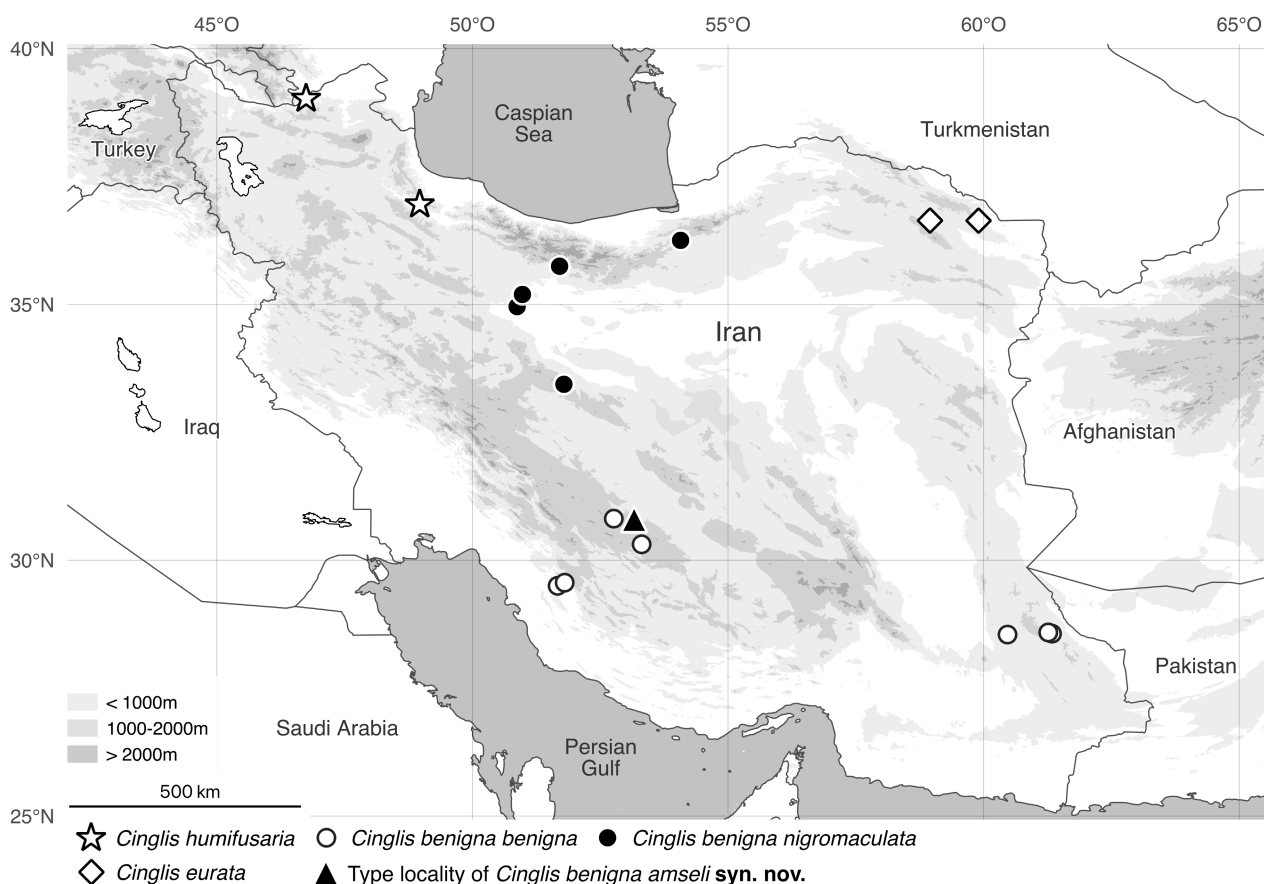 45°O 50°O 55°O 60°O 65°O
40°N
Caspian
Sea
Turkmenistan
Turkey
35°N
Iran
Iraq
Afghanistan
30°N
Pakistan
< 1000m
1000-2000m
> 2000m
Saudi Arabia
Persian
Gulf
500 km
25°N
Cinglis humifusaria Cinglis benigna benigna Cinglis benigna nigromaculata
Cinglis eurata Type locality of Cinglis benigna amseli syn. nov.